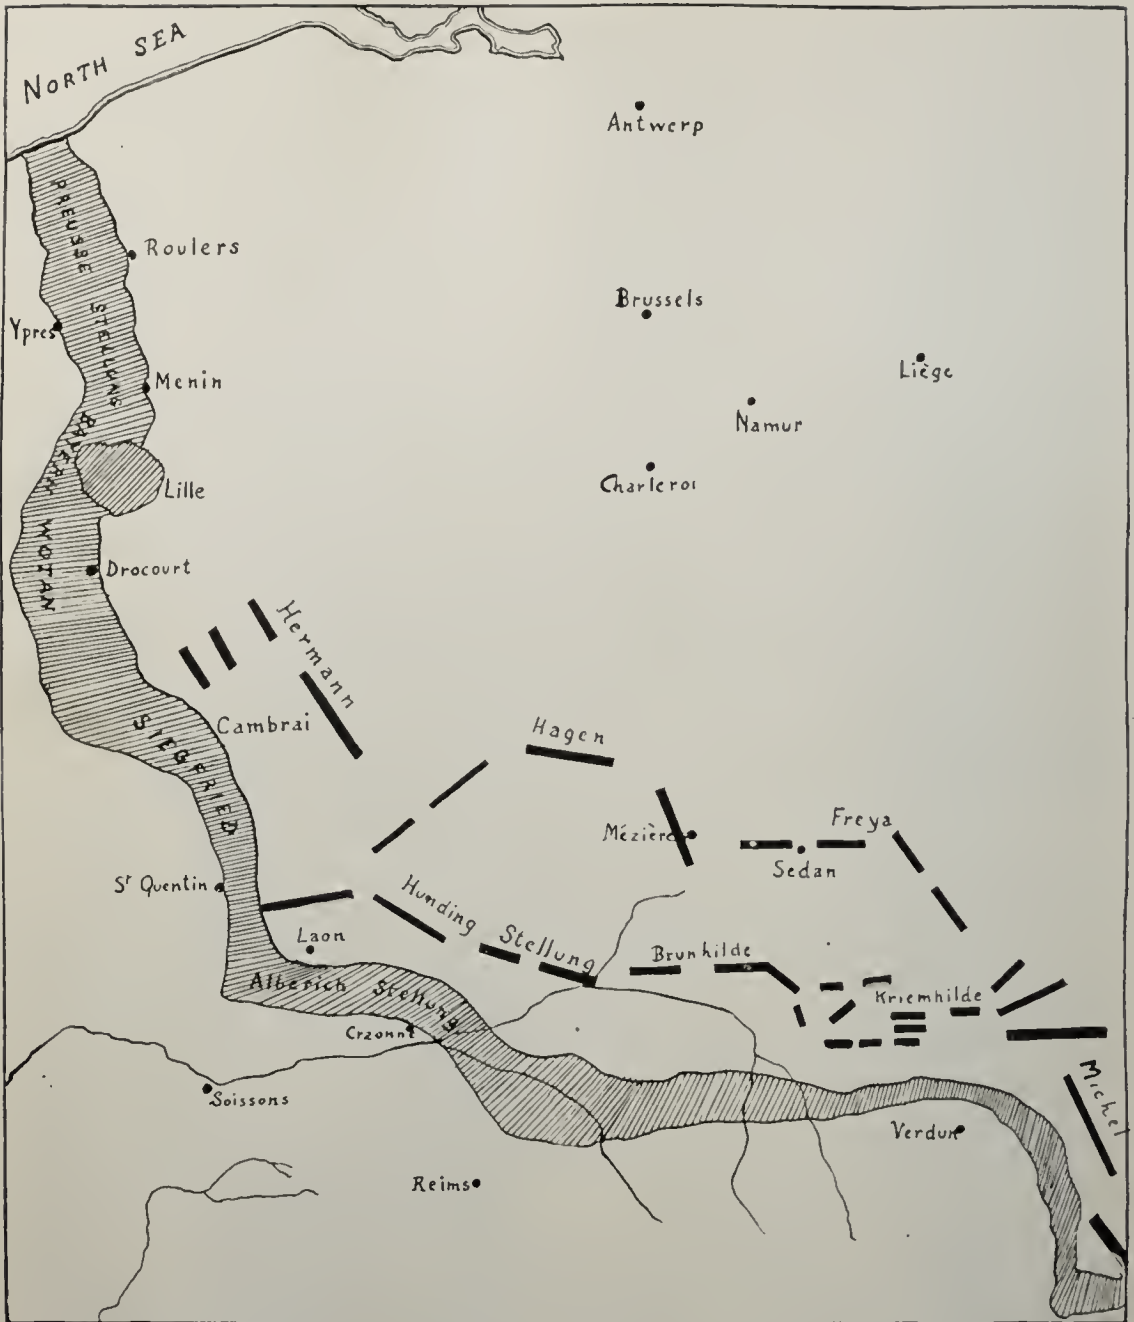 NORTH SEA
Antwerp
PREUSSE STELLUNG
Roulers
Brussels
Ypres
Liège
Menin
Namur
BAYERN WOTAN
Charleroi
Lille
Drocourt
Hermann
SIEGFRIED
Cambrai
Hagen
Mézières
Freya
Sedan
St Quentin
Hunding Stellung
Laon
Brunhilde
Alberich Stellung
Kriemhilde
Craonne
Michel
Soissons
Verdun
Reims